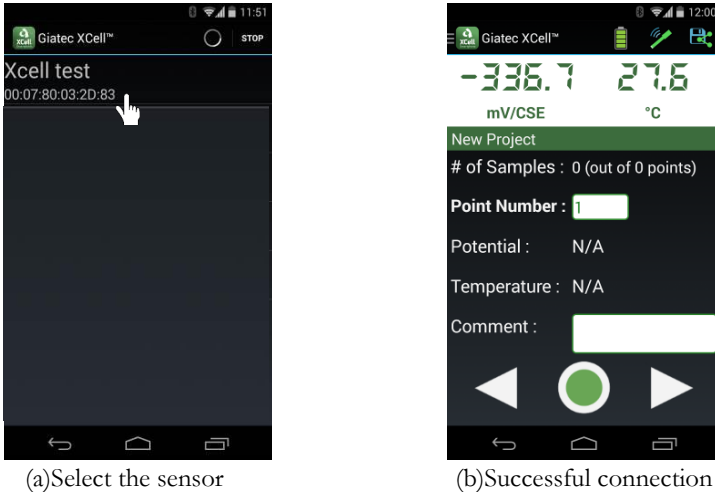 11:51
Giatec XCell™
STOP
Xcell test
00:07:80:03:2D:83
(a)Select the sensor
12:00
Giatec XCell™
-336.7 27.6
mV/CSE °C
New Project
# of Samples : 0 (out of 0 points)
Point Number : 1
Potential : N/A
Temperature : N/A
Comment :
(b)Successful connection